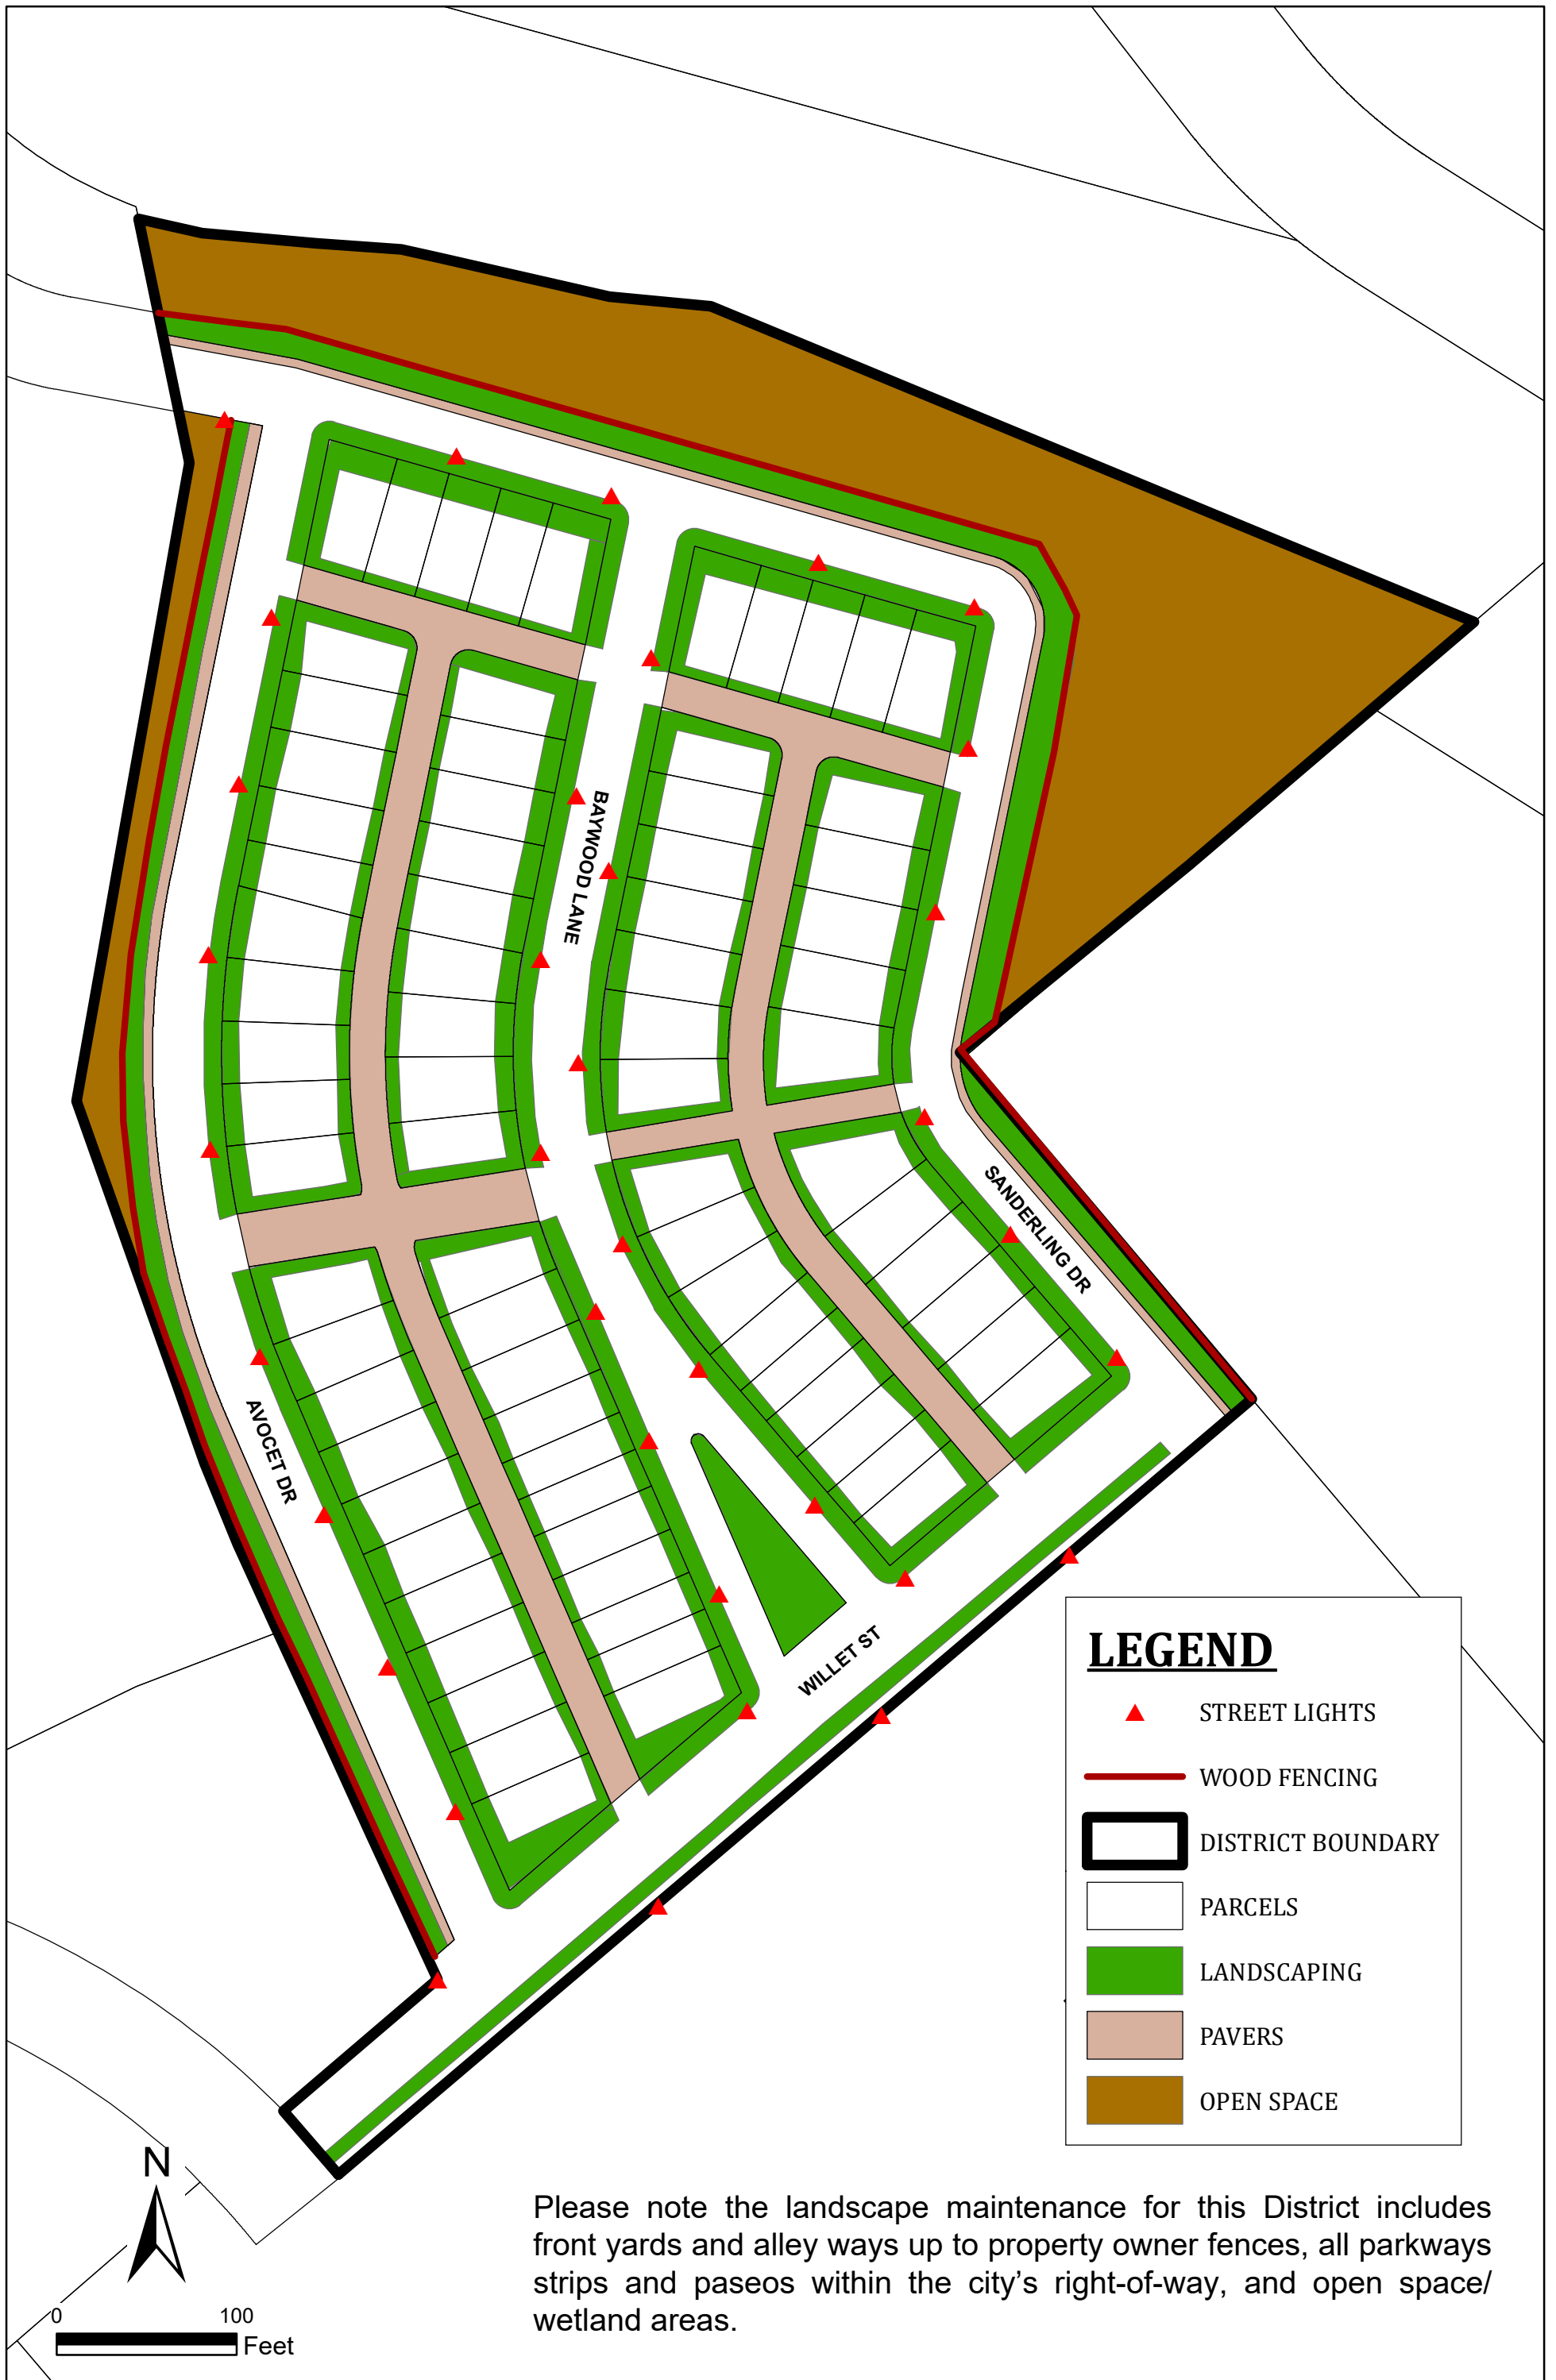 BAYWOOD LANE
SANDERLING DR
AVOCET DR
WILLET ST
LEGEND
STREET LIGHTS
WOOD FENCING
DISTRICT BOUNDARY
PARCELS
LANDSCAPING
PAVERS
OPEN SPACE
N
0 100
Feet
Please note the landscape maintenance for this District includes
front yards and alley ways up to property owner fences, all parkways
strips and paseos within the city’s right-of-way, and open space/
wetland areas.